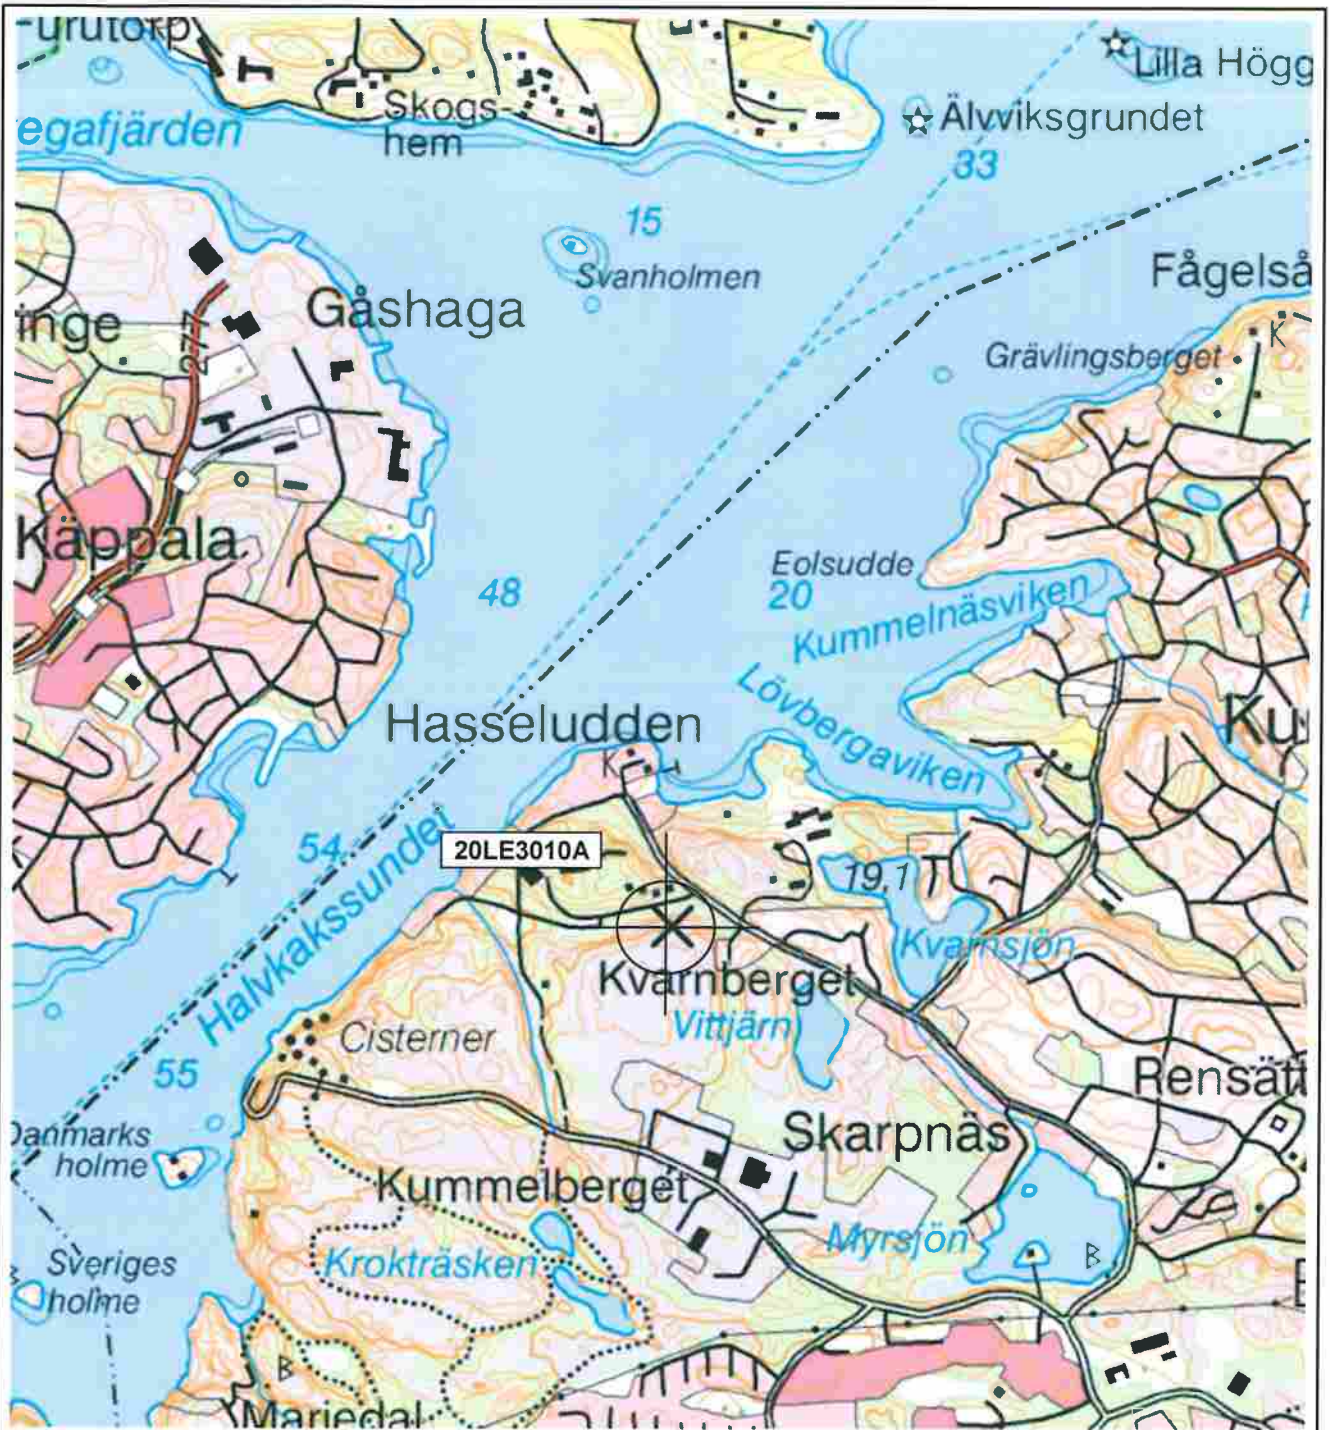 Lilla Högg
Älvviksgrundet
Skogs-
hem
egafjärden
33
15
Svanholmen
Fågelså
Gåshaga
inge
277
K
Grävlingsberget
Käppala
Eolsudde
20
48
Kummelnäsviken
Lövbergaviken
Hasseludden
Ku
K
54
Halvkakssundet
20LE3010A
19,1
Kvarnsjön
Kvarnberget
Vittjärn
Cisterner
55
Rensätt
Danmarks
holme
Skarpnäs
Kummelberget
Myrsjön
B
Krokträsken
Sveriges
holme
B
Mariedal